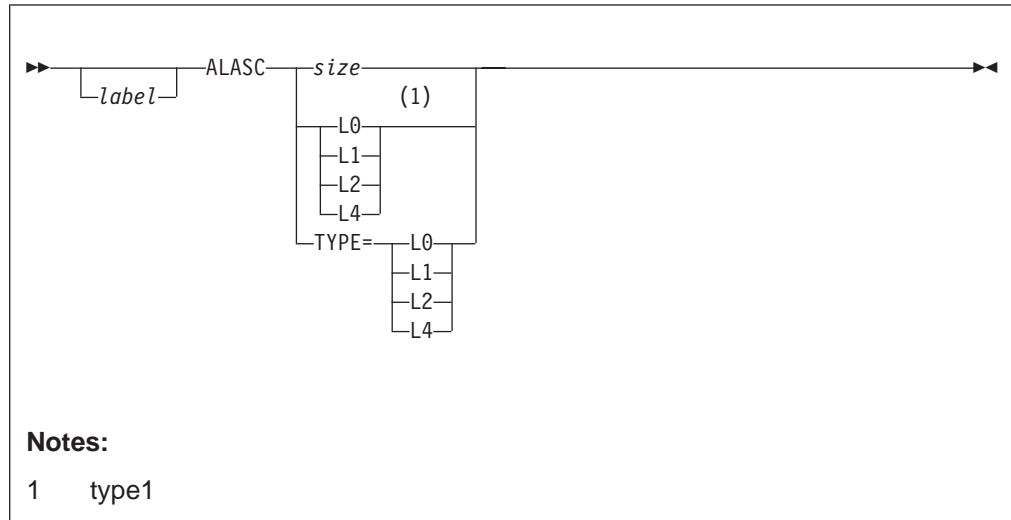 ALASC size
label (1)
L0
L1
L2
L4
TYPE= L0
L1
L2
L4
Notes:
1 type1